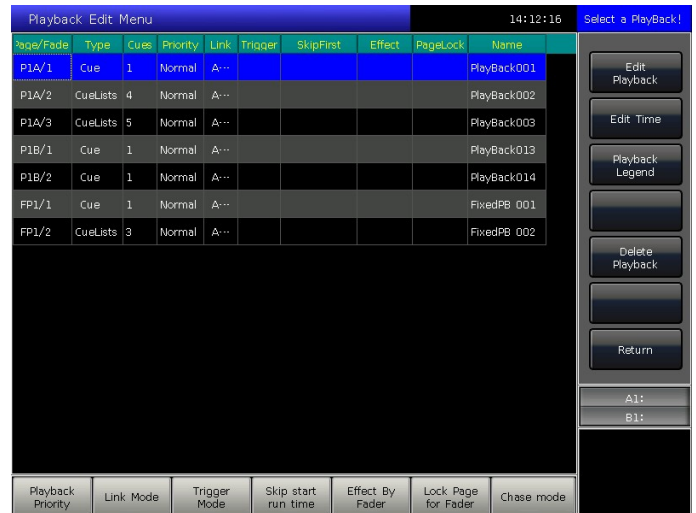 Playback Edit Menu 14:12:16 Select a PlayBack!
Page/Fade Type Cues Priority Link Trigger SkipFirst Effect PageLock Name
P1A/1 Cue 1 Normal A··· PlayBack001
P1A/2 CueLists 4 Normal A··· PlayBack002
P1A/3 CueLists 5 Normal A··· PlayBack003
P1B/1 Cue 1 Normal A··· PlayBack013
P1B/2 Cue 1 Normal A··· PlayBack014
FP1/1 Cue 1 Normal A··· FixedPB 001
FP1/2 CueLists 3 Normal A··· FixedPB 002
Edit
Playback
Edit Time
Playback
Legend
Delete
Playback
Return
A1:
B1:
Playback
Priority
Link Mode
Trigger
Mode
Skip start
run time
Effect By
Fader
Lock Page
for Fader
Chase mode